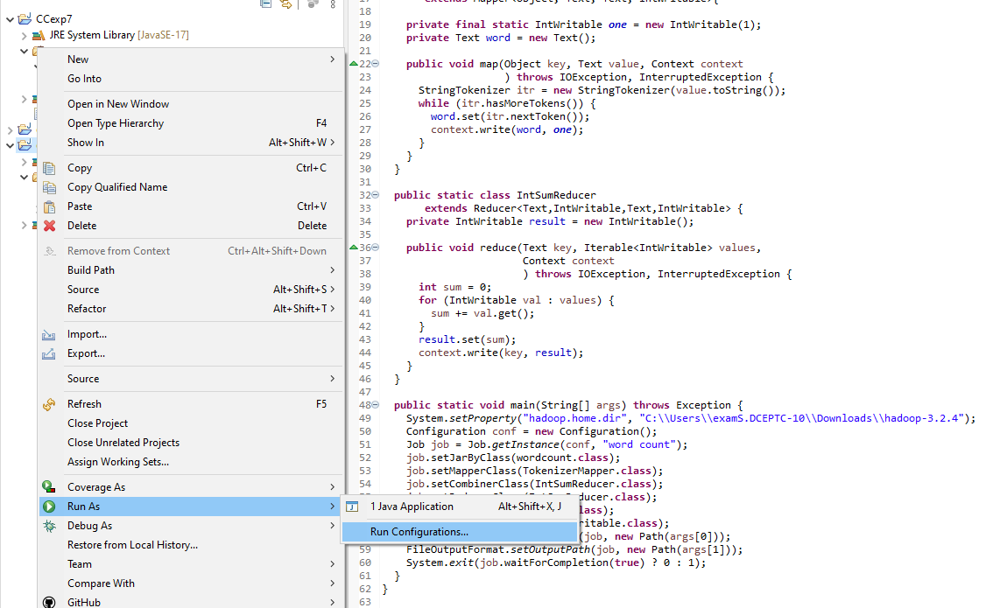 CCexp7
JRE System Library [JavaSE-17]
New
Go Into
Open in New Window
Open Type Hierarchy F4
Show In Alt+Shift+W
Copy Ctrl+C
Copy Qualified Name
Paste Ctrl+V
Delete Delete
Remove from Context Ctrl+Alt+Shift+Down
Build Path
Source Alt+Shift+S
Refactor Alt+Shift+T
Import...
Export...
Source
Refresh F5
Close Project
Close Unrelated Projects
Assign Working Sets...
Coverage As
Run As
Debug As
Restore from Local History...
Team
Compare With
GitHub
1 Java Application Alt+Shift+X, J
Run Configurations...
17 extends Mapper<Object, Text, Text, IntWritable>{
18
19 private final static IntWritable one = new IntWritable(1);
20 private Text word = new Text();
21
22 public void map(Object key, Text value, Context context
23 ) throws IOException, InterruptedException {
24 StringTokenizer itr = new StringTokenizer(value.toString());
25 while (itr.hasMoreTokens()) {
26 word.set(itr.nextToken());
27 context.write(word, one);
28 }
29 }
30 }
31
32 public static class IntSumReducer
33 extends Reducer<Text,IntWritable,Text,IntWritable> {
34 private IntWritable result = new IntWritable();
35
36 public void reduce(Text key, Iterable<IntWritable> values,
37 Context context
38 ) throws IOException, InterruptedException {
39 int sum = 0;
40 for (IntWritable val : values) {
41 sum += val.get();
42 }
43 result.set(sum);
44 context.write(key, result);
45 }
46 }
47
48 public static void main(String[] args) throws Exception {
49 System.setProperty("hadoop.home.dir", "C:\\Users\\examS.DCEPTC-10\\Downloads\\hadoop-3.2.4");
50 Configuration conf = new Configuration();
51 Job job = Job.getInstance(conf, "word count");
52 job.setJarByClass(wordcount.class);
53 job.setMapperClass(TokenizerMapper.class);
54 job.setCombinerClass(IntSumReducer.class);
ducer.class);
lass);
itable.class);
(job, new Path(args[0]));
59 FileOutputFormat.setOutputPath(job, new Path(args[1]));
60 System.exit(job.waitForCompletion(true) ? 0 : 1);
61 }
62 }
63